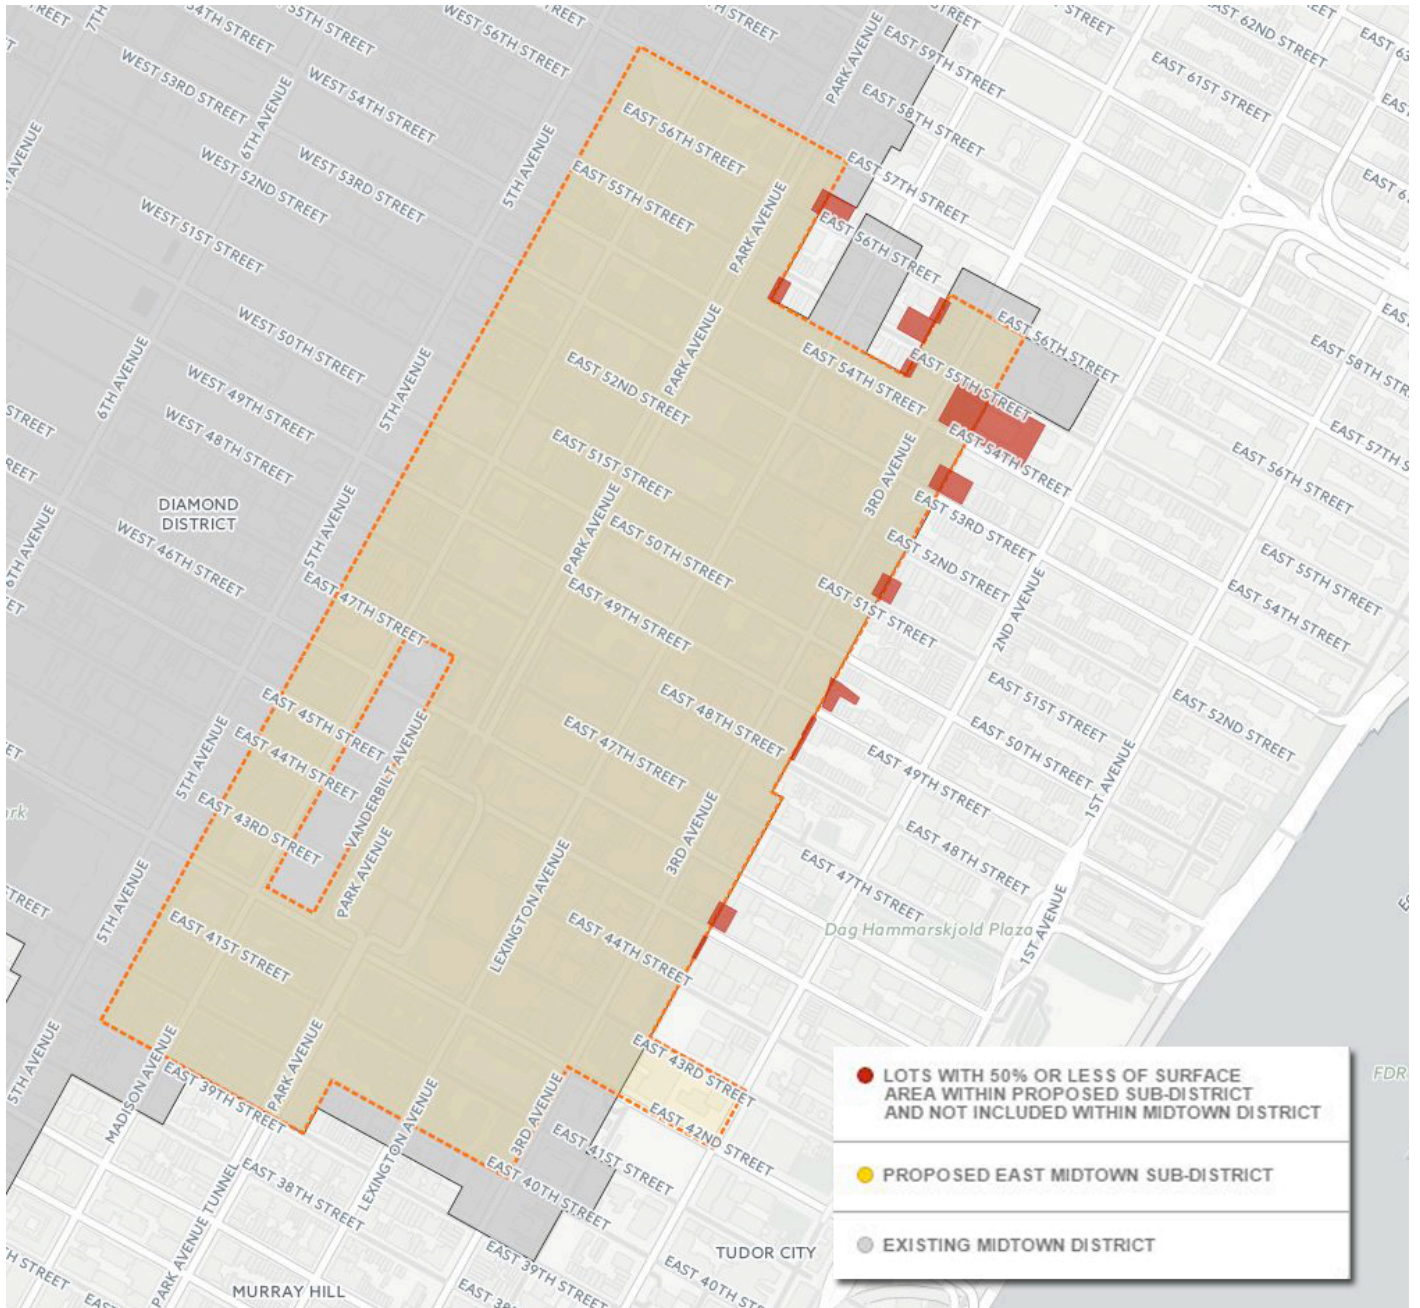 WEST 56TH STREET
PARK AVENUE
EAST 59TH STREET
EAST 62ND STREET
55TH STREET
54TH STREET
EAST 61ST STREET
WEST 53RD STREET
WEST 54TH STREET
6TH AVENUE
EAST 58TH STREET
EAST 56TH STREET
WEST 52ND STREET
WEST 53RD STREET
5TH AVENUE
EAST 57TH STREET
EAST 55TH STREET
WEST 51ST STREET
PARK AVENUE
EAST 56TH STREET
WEST 50TH STREET
PARK AVENUE
EAST 56TH STREET
EAST 58TH STR
6TH AVENUE
WEST 49TH STREET
5TH AVENUE
EAST 52ND STREET
EAST 54TH STREET
EAST 55TH STREET
WEST 48TH STREET
EAST 51ST STREET
3RD AVENUE
EAST 54TH STREET
EAST 56TH STREET
EAST 57TH S
DIAMOND
DISTRICT
WEST 46TH STREET
5TH AVENUE
PARK AVENUE
EAST 50TH STREET
EAST 53RD STREET
EAST 52ND STREET
EAST 55TH STREET
6TH AVENUE
EAST 47TH STREET
EAST 49TH STREET
EAST 51ST STREET
2ND AVENUE
EAST 54TH STREET
EAST 45TH STREET
EAST 48TH STREET
EAST 51ST STREET
EAST 52ND STREET
EAST 44TH STREET
EAST 47TH STREET
EAST 50TH STREET
5TH AVENUE
VANDERBILT AVENUE
EAST 49TH STREET
1ST AVENUE
EAST 43RD STREET
PARK AVENUE
3RD AVENUE
EAST 48TH STREET
5TH AVENUE
LEXINGTON AVENUE
EAST 47TH STREET
EAST 41ST STREET
EAST 44TH STREET
Dag Hammarskjold Plaza
1ST AVENUE
5TH AVENUE
MADISON AVENUE
PARK AVENUE
EAST 43RD STREET
EAST 39TH STREET
LEXINGTON AVENUE
3RD AVENUE
EAST 42ND STREET
FDR
EAST 41ST STREET
EAST 38TH STREET
PARK AVENUE TUNNEL
EAST 40TH STREET
TUDOR CITY
EAST 39TH STREET
EAST 40TH STREET
MURRAY HILL
LOTS WITH 50% OR LESS OF SURFACE
AREA WITHIN PROPOSED SUB-DISTRICT
AND NOT INCLUDED WITHIN MIDTOWN DISTRICT
PROPOSED EAST MIDTOWN SUB-DISTRICT
EXISTING MIDTOWN DISTRICT